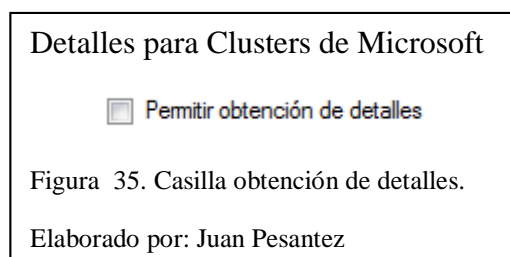 Detalles para Clusters de Microsoft
Permitir obtención de detalles
Figura 35. Casilla obtención de detalles.
Elaborado por: Juan Pesantez